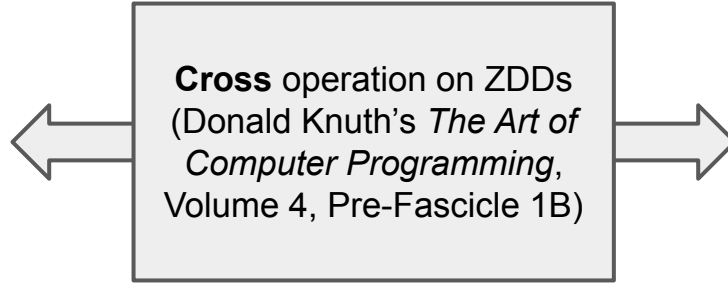 Cross operation on ZDDs
(Donald Knuth’s The Art of
Computer Programming,
Volume 4, Pre-Fascicle 1B)